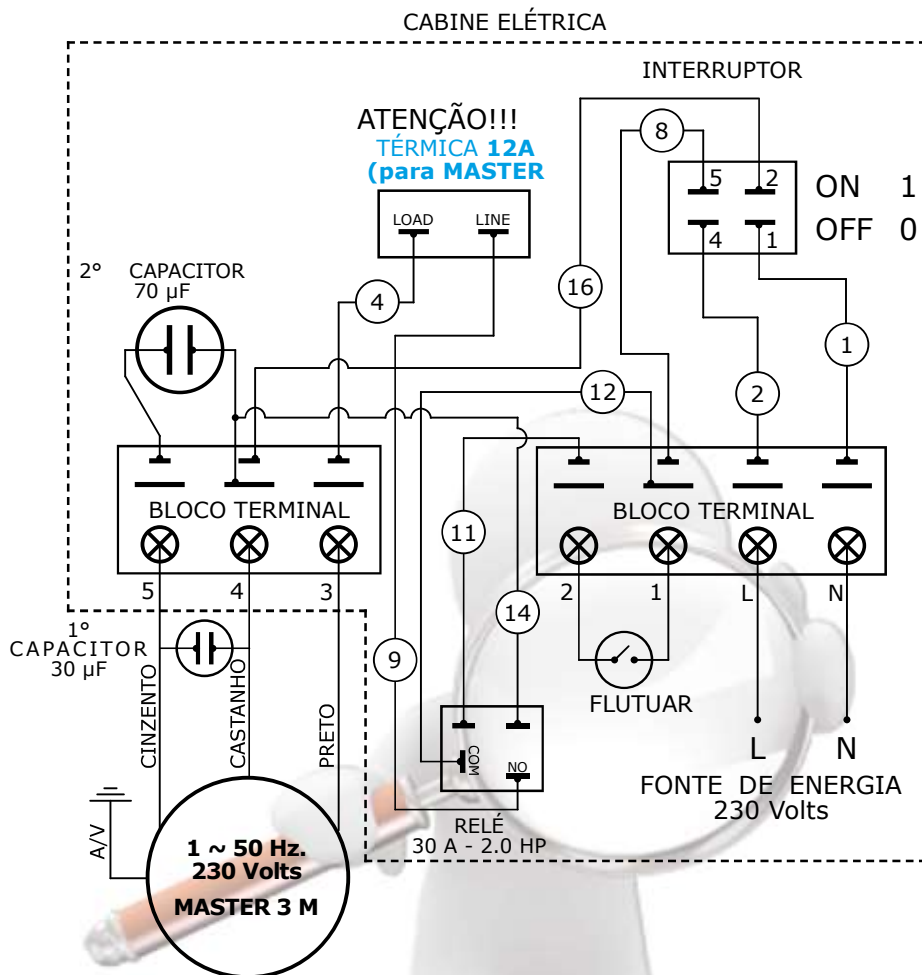 CABINE ELÉTRICA
INTERRUPTOR
ATENÇÃO!!!
TÉRMICA 12A
(para MASTER
8
5
2
ON 1
4
1
OFF 0
LOAD
LINE
2° CAPACITOR
70 µF
4
16
1
2
12
BLOCO TERMINAL
BLOCO TERMINAL
11
5
4
3
2
1
L
N
14
1°
CAPACITOR
30 µF
9
CINZENTO
CASTANHO
PRETO
FLUTUAR
COM
NO
L
N
FONTE DE ENERGIA
230 Volts
RELÉ
30 A - 2.0 HP
A/V
1 ~ 50 Hz.
230 Volts
MASTER 3 M